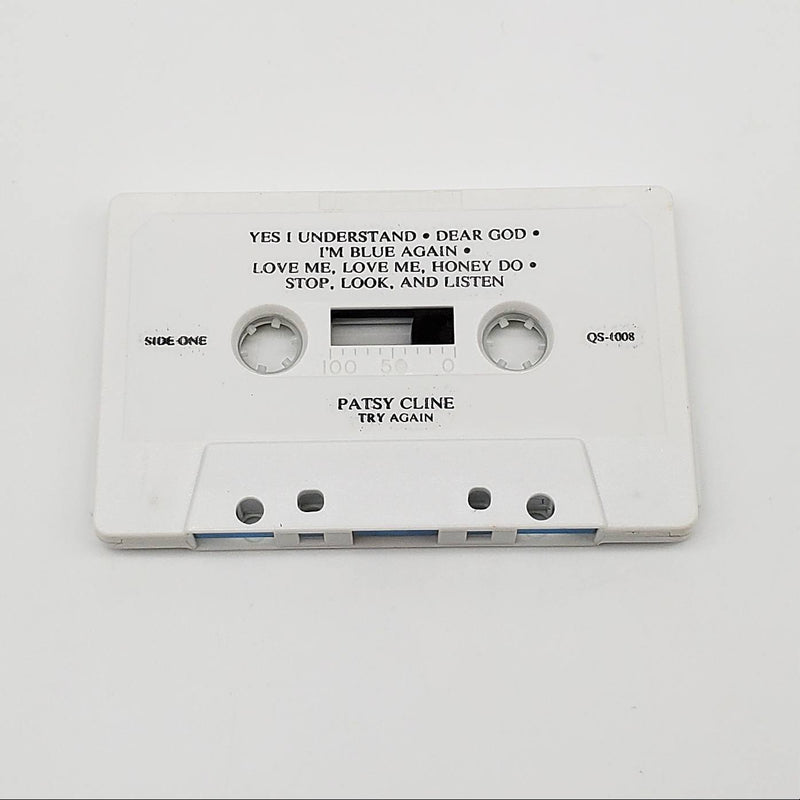 YES I UNDERSTAND • DEAR GOD •
I'M BLUE AGAIN •
LOVE ME, LOVE ME, HONEY DO •
STOP, LOOK, AND LISTEN
SIDE ONE
QS-1008
100 50 0
PATSY CLINE
TRY AGAIN